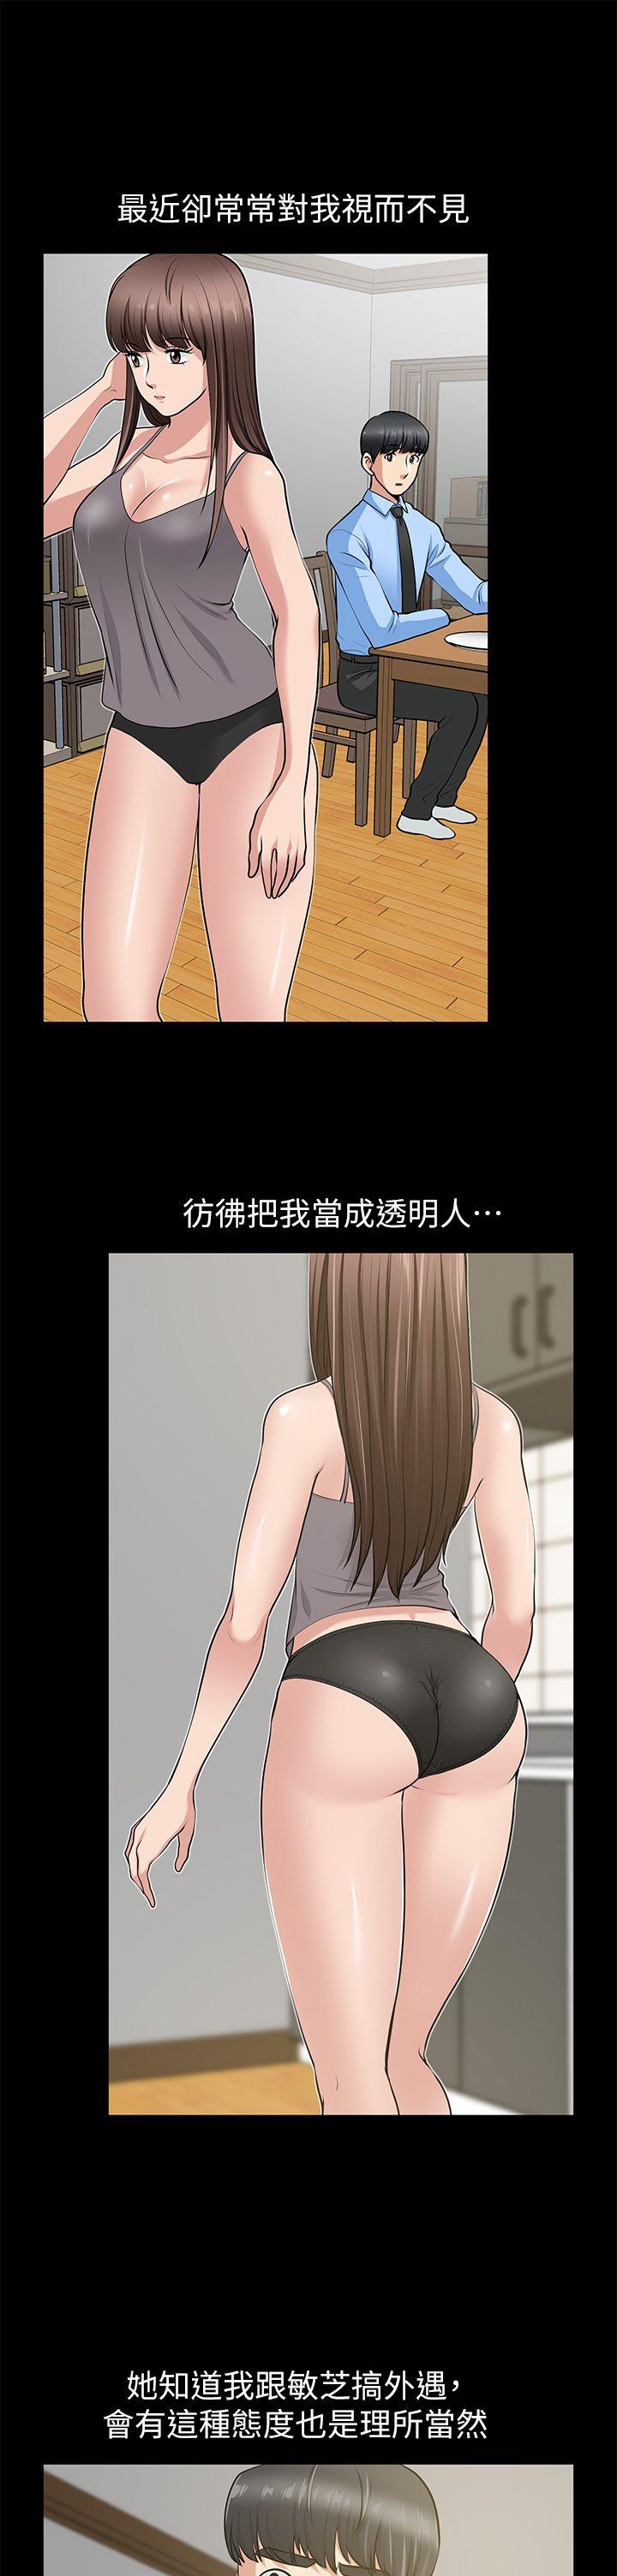 最近卻常常對我視而不見
彷彿把我當成透明人…
她知道我跟敏芝搞外遇，
會有這種態度也是理所當然